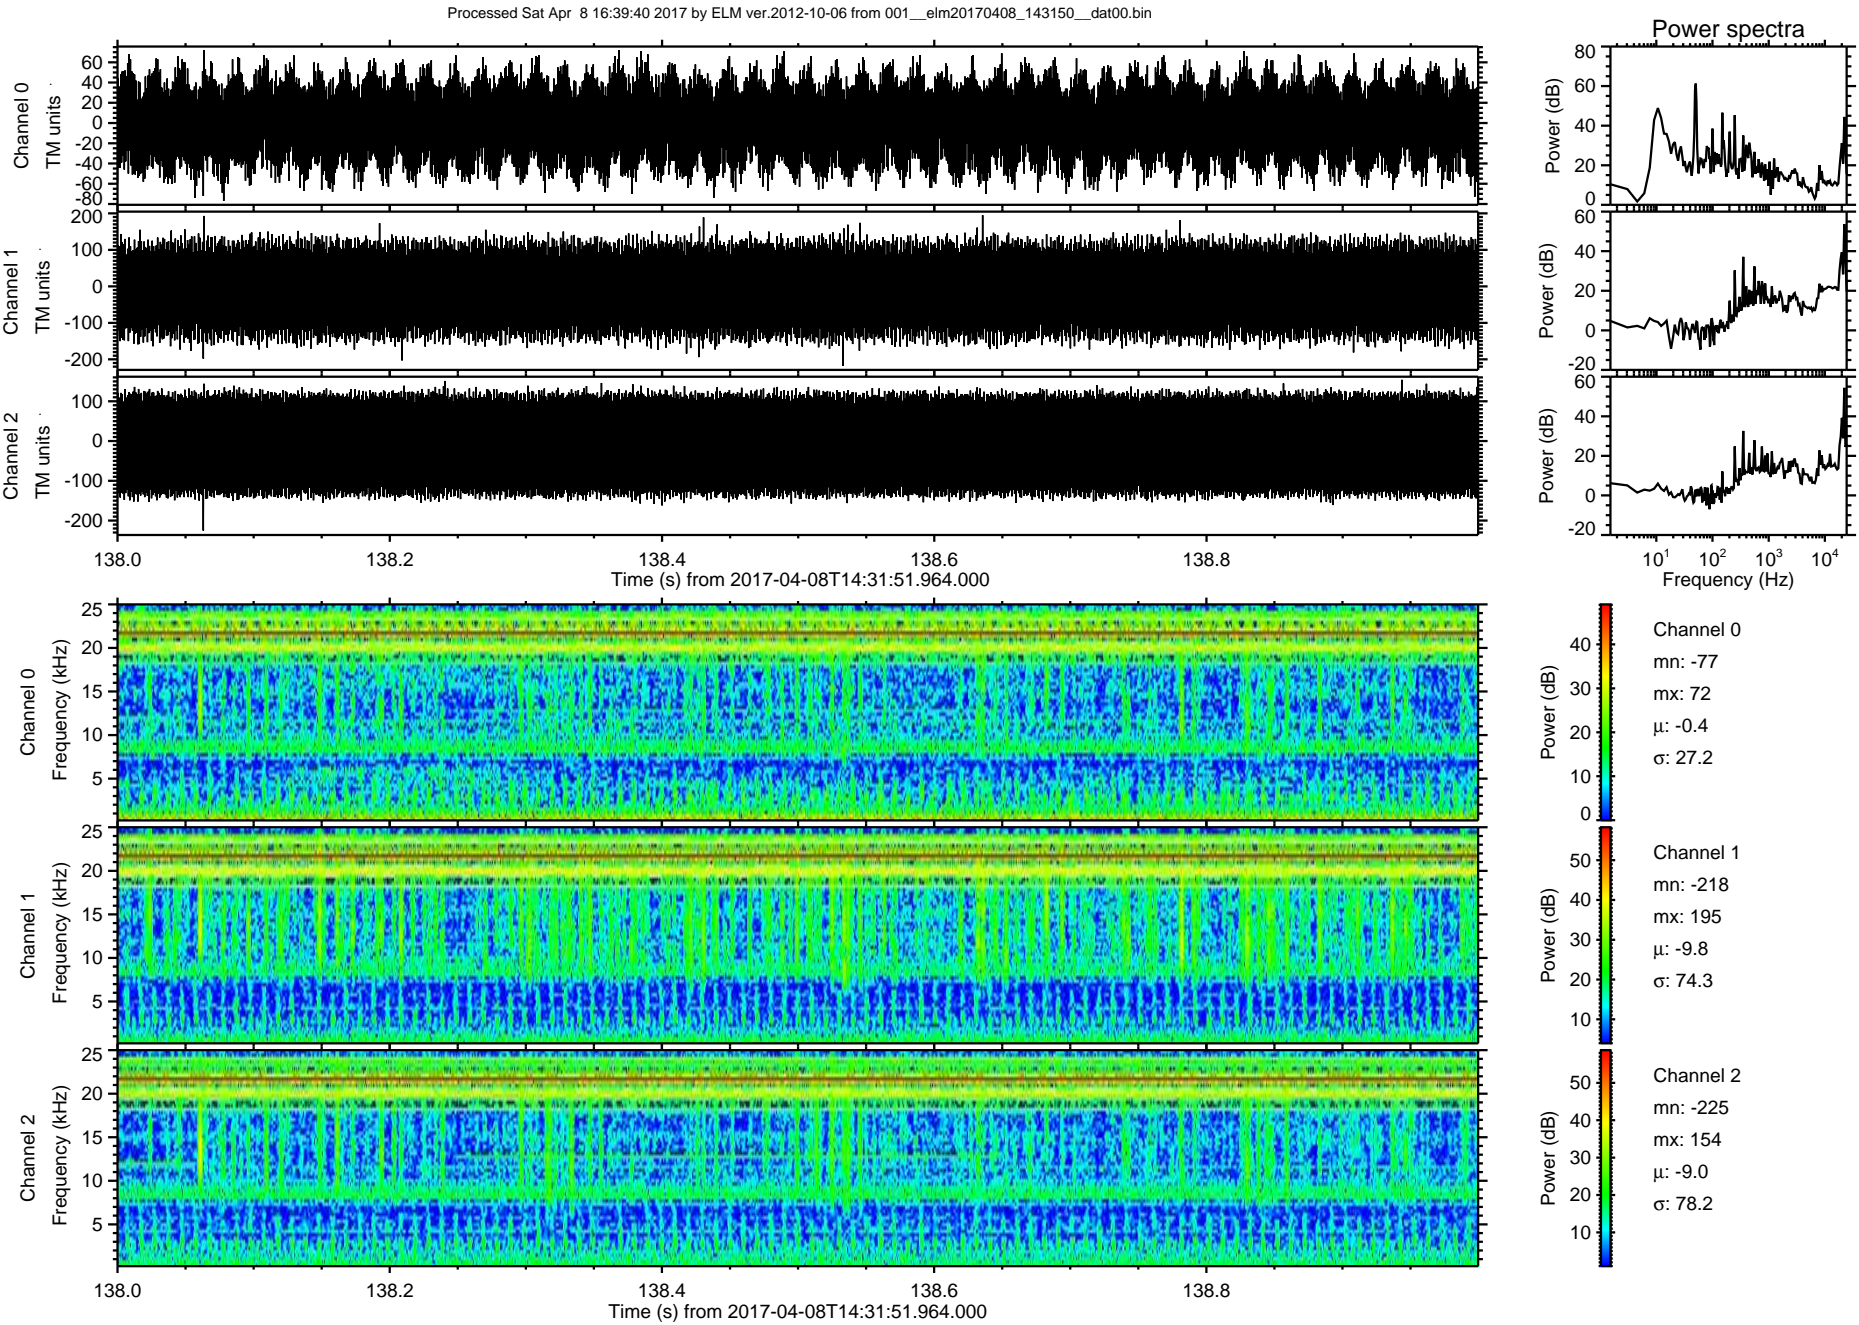 Processed Sat Apr  8 16:39:40 2017 by ELM ver.2012-10-06 from 001__elm20170408_143150__dat00.bin
Power spectra
Channel 0
TM units
60
40
20
0
-20
-40
-60
-80
Power (dB)
80
60
40
20
0
Channel 1
TM units
200
100
0
-100
-200
Power (dB)
60
40
20
0
-20
Channel 2
TM units
100
0
-100
-200
Power (dB)
60
40
20
0
-20
138.0 138.2 138.4 138.6 138.8
Time (s) from 2017-04-08T14:31:51.964.000
10¹ 10² 10³ 10⁴
Frequency (Hz)
Channel 0
Frequency (kHz)
25
20
15
10
5
Power (dB)
40
30
20
10
0
Channel 0
mn: -77
mx: 72
μ: -0.4
σ: 27.2
Channel 1
Frequency (kHz)
25
20
15
10
5
Power (dB)
50
40
30
20
10
Channel 1
mn: -218
mx: 195
μ: -9.8
σ: 74.3
Channel 2
Frequency (kHz)
25
20
15
10
5
Power (dB)
50
40
30
20
10
Channel 2
mn: -225
mx: 154
μ: -9.0
σ: 78.2
138.0 138.2 138.4 138.6 138.8
Time (s) from 2017-04-08T14:31:51.964.000